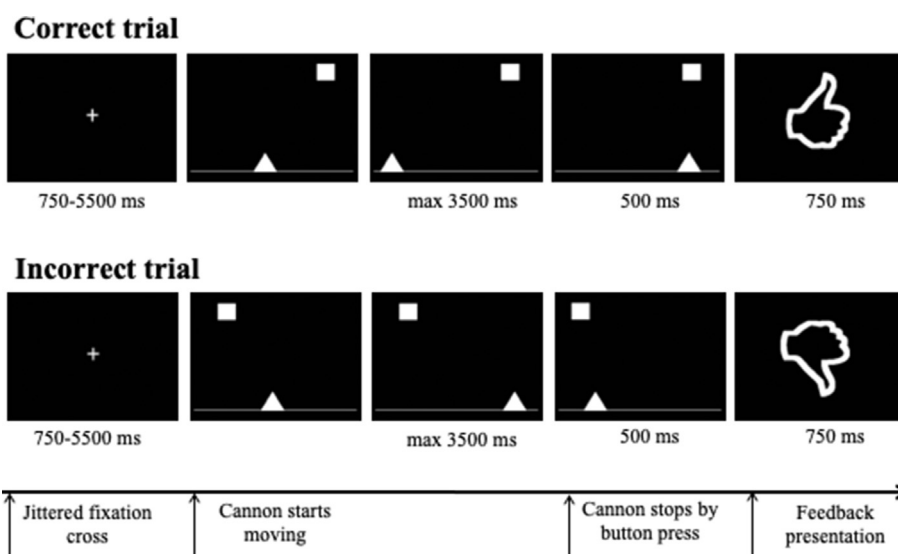 Correct trial
750-5500 ms
max 3500 ms
500 ms
750 ms
Incorrect trial
750-5500 ms
max 3500 ms
500 ms
750 ms
Jittered fixation
cross
Cannon starts
moving
Cannon stops by
button press
Feedback
presentation